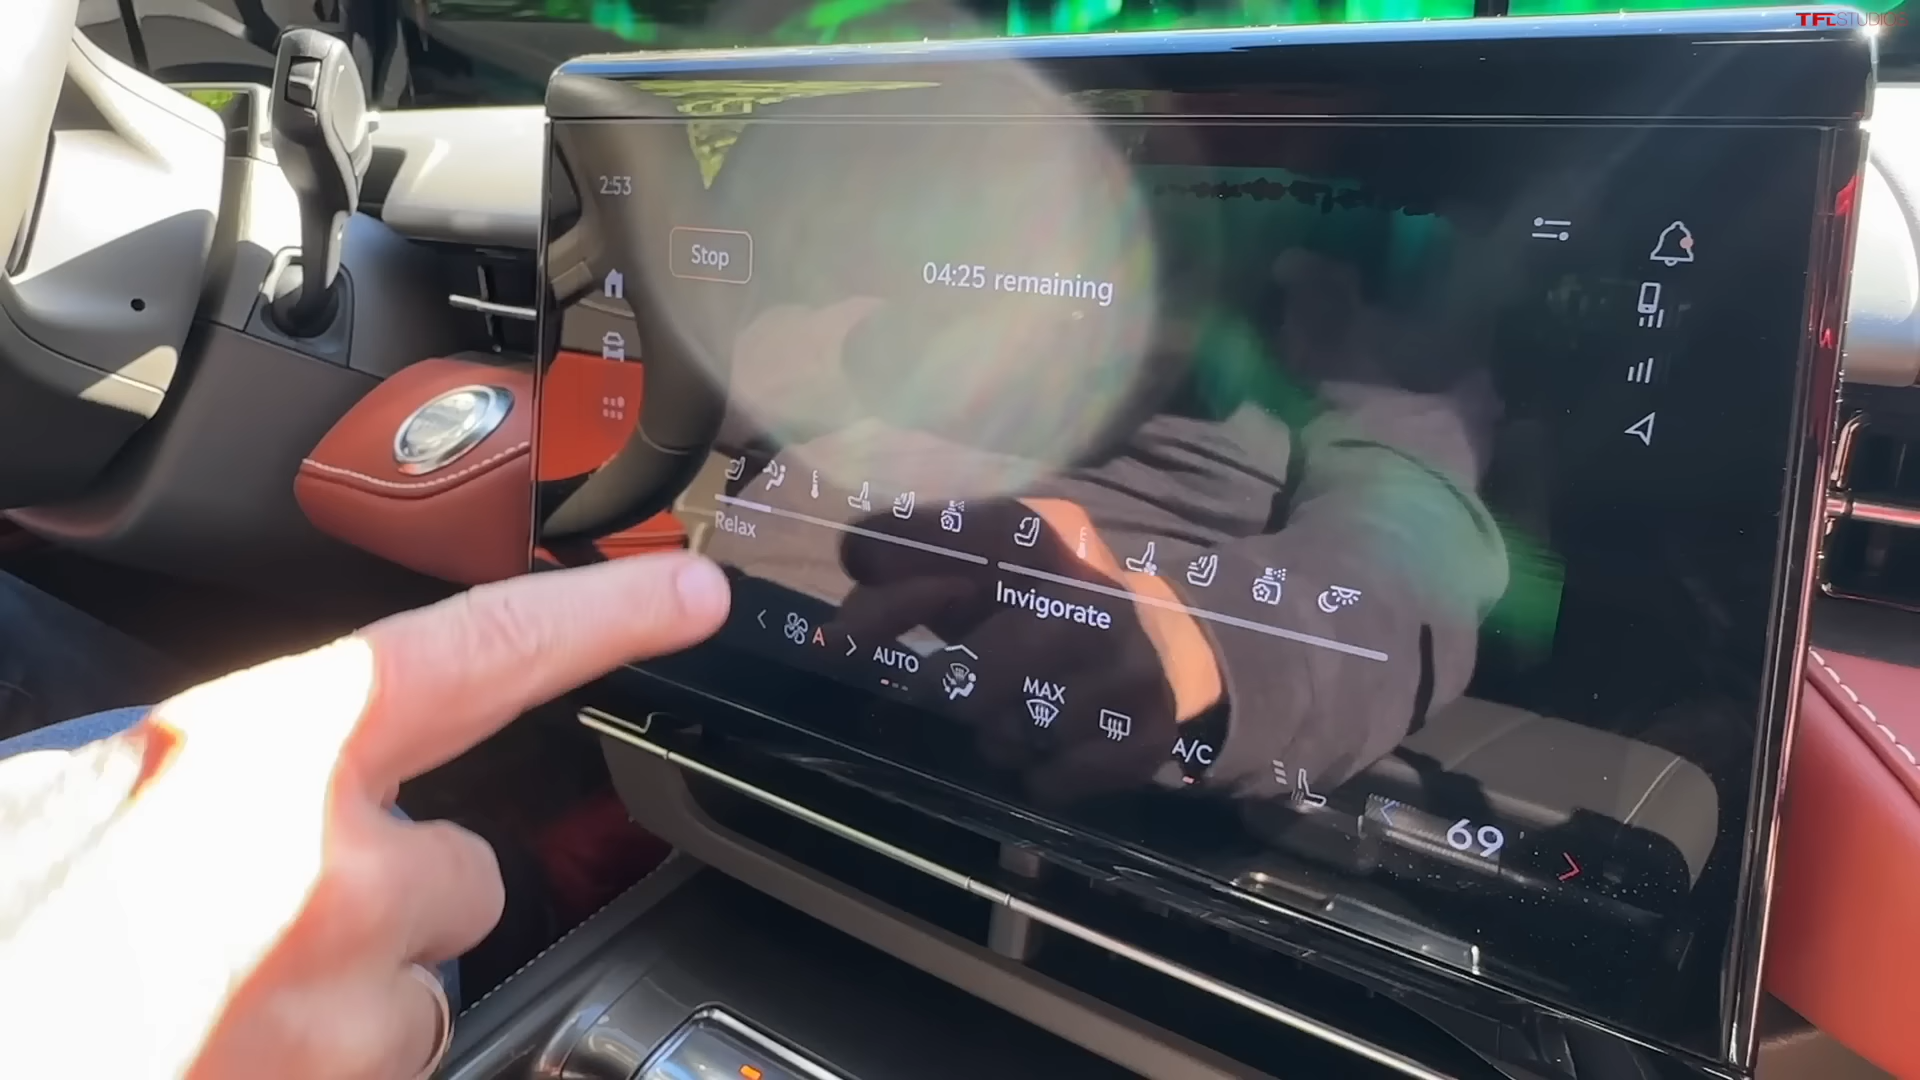 TFLSTUDIOS
2:53
Stop
04:25 remaining
Relax
Invigorate
A
AUTO
MAX
A/C
69